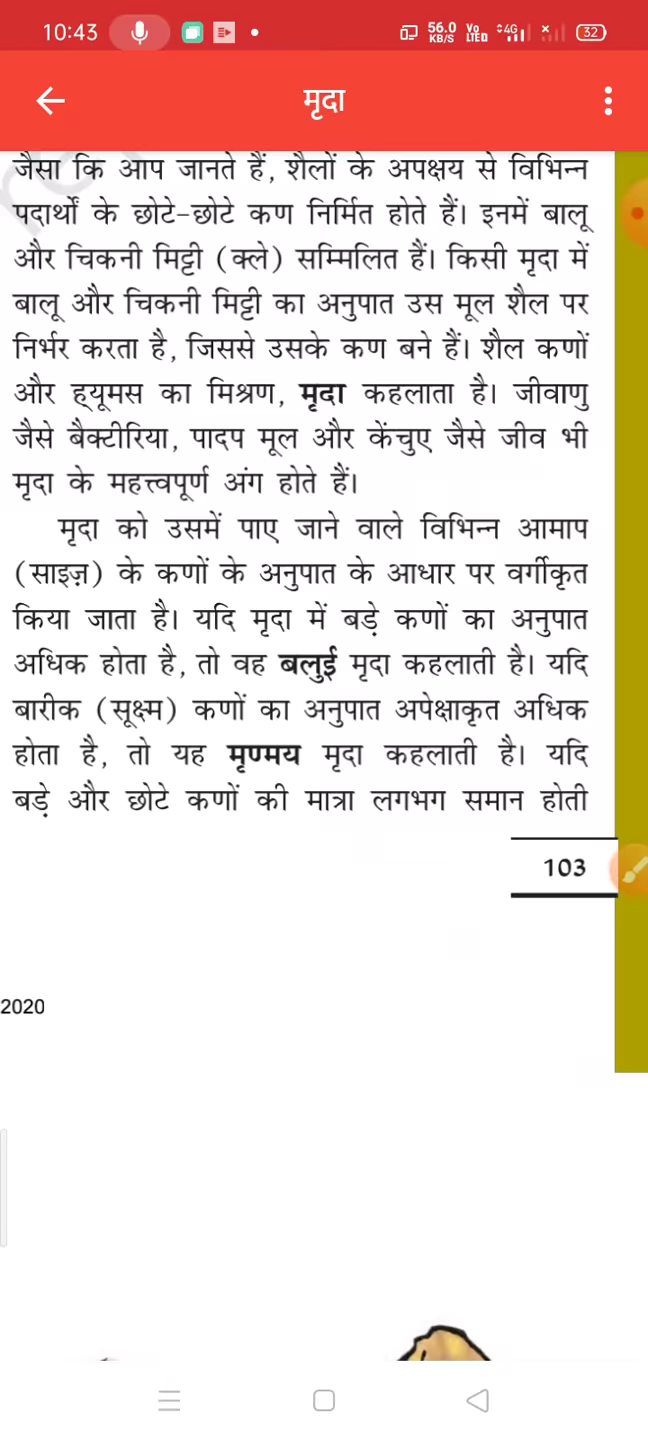 10:43
56.0 KB/S
Vo LTED
4G
32
मृदा
जैसा कि आप जानते हैं, शैलों के अपक्षय से विभिन्न
पदार्थों के छोटे-छोटे कण निर्मित होते हैं। इनमें बालू
और चिकनी मिट्टी (क्ले) सम्मिलित हैं। किसी मृदा में
बालू और चिकनी मिट्टी का अनुपात उस मूल शैल पर
निर्भर करता है, जिससे उसके कण बने हैं। शैल कणों
और ह्यूमस का मिश्रण, मृदा कहलाता है। जीवाणु
जैसे बैक्टीरिया, पादप मूल और केंचुए जैसे जीव भी
मृदा के महत्त्वपूर्ण अंग होते हैं।
मृदा को उसमें पाए जाने वाले विभिन्न आमाप
(साइज़) के कणों के अनुपात के आधार पर वर्गीकृत
किया जाता है। यदि मृदा में बड़े कणों का अनुपात
अधिक होता है, तो वह बलुई मृदा कहलाती है। यदि
बारीक (सूक्ष्म) कणों का अनुपात अपेक्षाकृत अधिक
होता है, तो यह मृण्मय मृदा कहलाती है। यदि
बड़े और छोटे कणों की मात्रा लगभग समान होती
103
2020